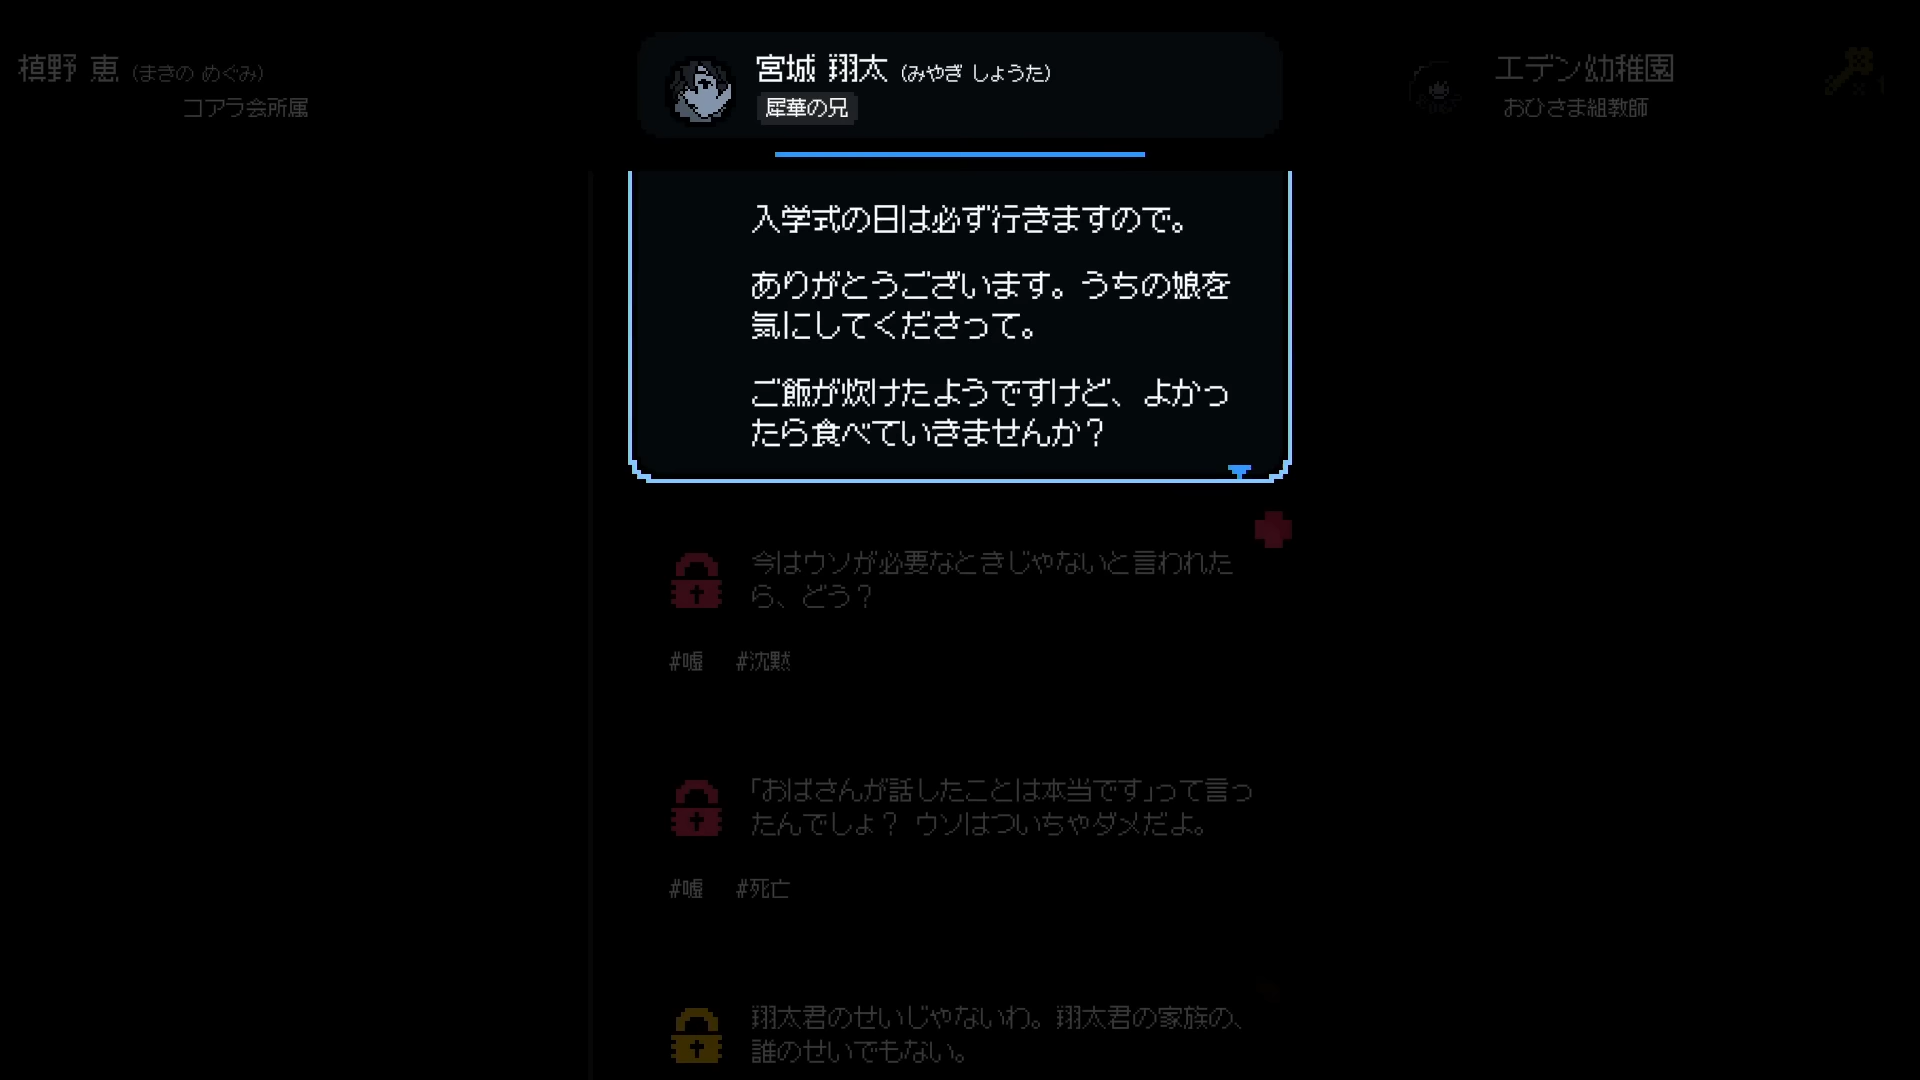 植野 恵 (まきの めぐみ)
コアラ会所属
宮城 翔太 (みやぎ しょうた)
犀華の兄
エデン幼稚園
おひさま組教師
入学式の日は必ず行きますので。
ありがとうございます。うちの娘を
気にしてくださって。
ご飯が炊けたようですけど、よかっ
たら食べていきませんか？
今はウソが必要なときじゃないと言われた
ら、どう？
#嘘 #沈黙
「おばさんが話したことは本当です」って言っ
たんでしょ？ ウソはついちゃダメだよ。
#嘘 #死亡
翔太君のせいじゃないわ。翔太君の家族の、
誰のせいでもない。